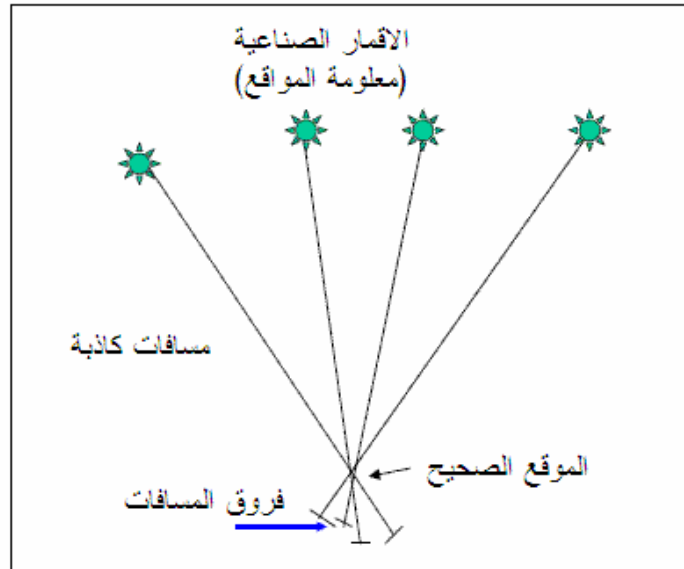 الاقمار الصناعية
(معلومة المواقع)
مسافات كاذبة
الموقع الصحيح
فروق المسافات